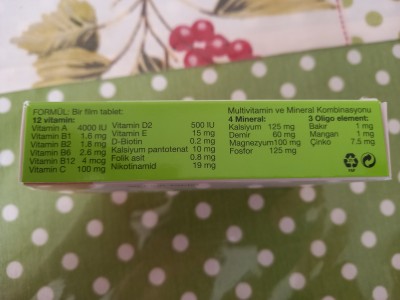 FORMÜL: Bir film tablet:
12 vitamin:
Vitamin A 4000 IU
Vitamin B1 1.6 mg
Vitamin B2 1.8 mg
Vitamin B6 2.6 mg
Vitamin B12 4 mcg
Vitamin C 100 mg
Vitamin D2 500 IU
Vitamin E 15 mg
D-Biotin 0.2 mg
Kalsiyum pantotenat 10 mg
Folik asit 0.8 mg
Nikotinamid 19 mg
Multivitamin ve Mineral Kombinasyonu
4 Mineral:
Kalsiyum 125 mg
Demir 60 mg
Magnezyum 100 mg
Fosfor 125 mg
3 Oligo element:
Bakır 1 mg
Mangan 1 mg
Çinko 7.5 mg